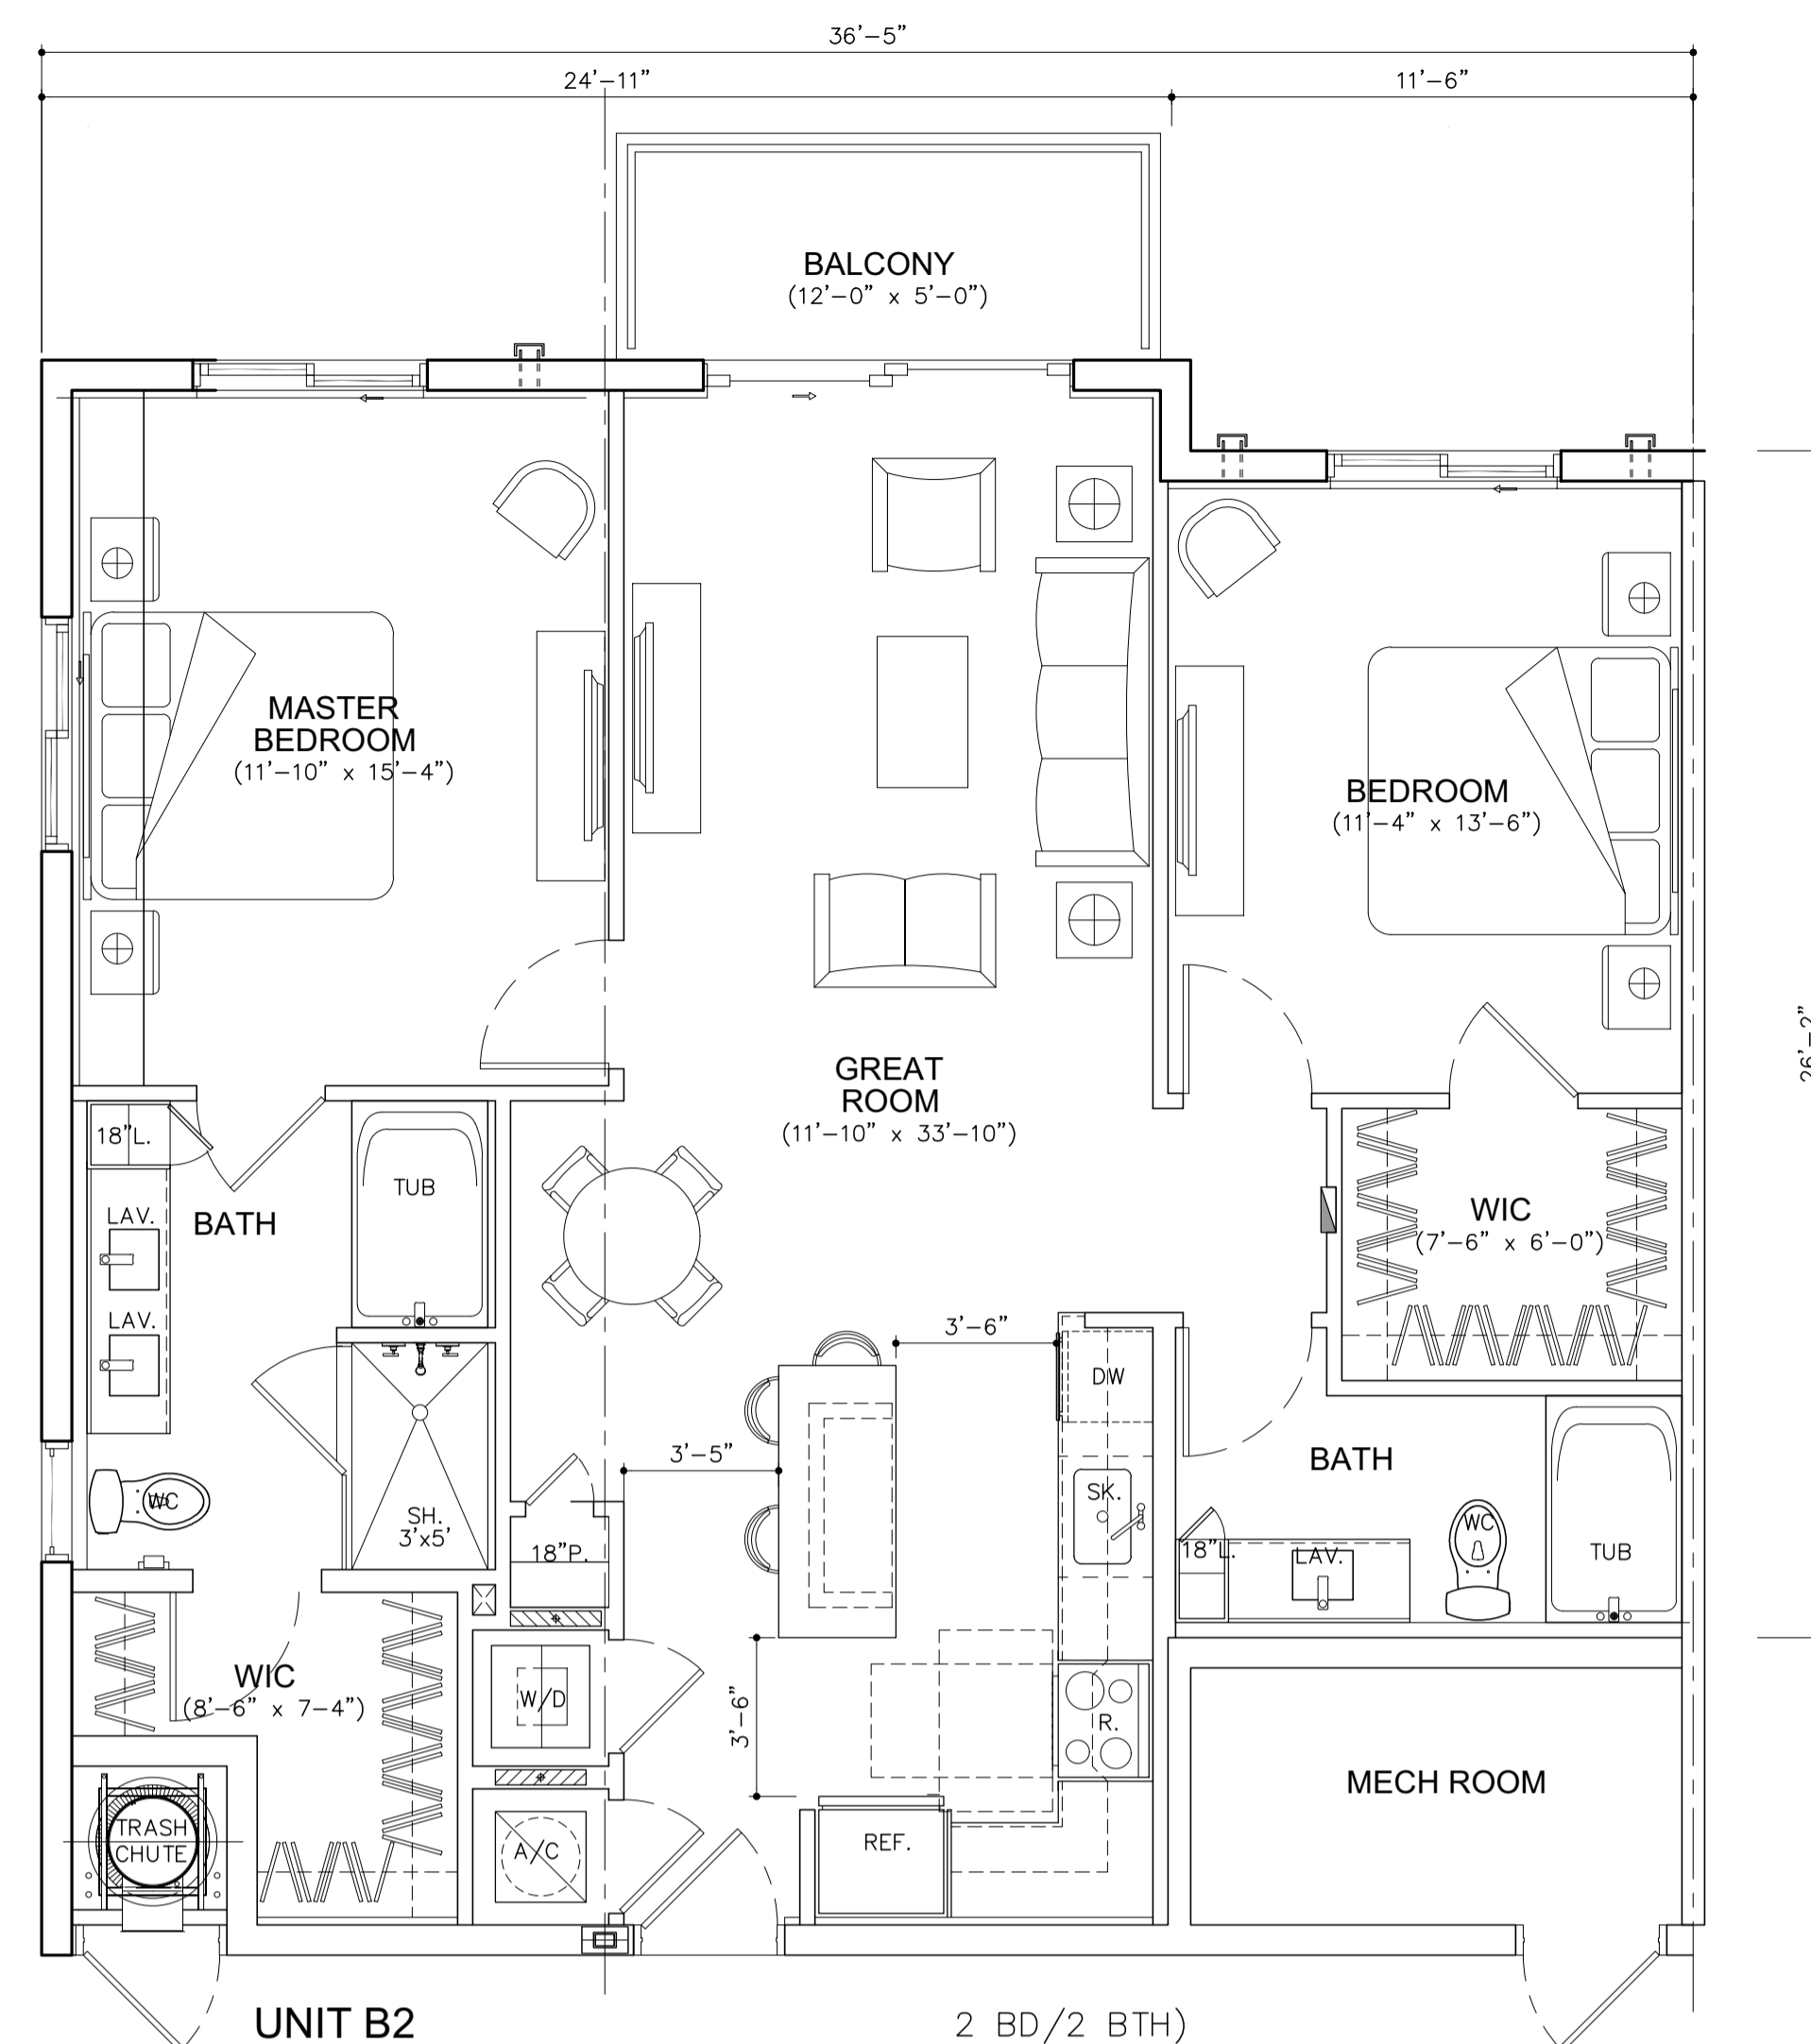 36'-5"
24'-11"
11'-6"
BALCONY
(12'-0" x 5'-0")
MASTER
BEDROOM
(11'-10" x 15'-4")
BEDROOM
(11'-4" x 13'-6")
26'-2"
GREAT
ROOM
(11'-10" x 33'-10")
18"L.
TUB
LAV.
BATH
LAV.
WIC
(7'-6" x 6'-0")
3'-6"
DW
3'-5"
BATH
WC
SH.
3'x5'
18"P.
SK.
18"L.
LAV.
WC
TUB
WIC
(8'-6" x 7-4")
W/D
3'-6"
R.
MECH ROOM
TRASH
CHUTE
A/C
REF.
UNIT B2
2 BD/2 BTH)